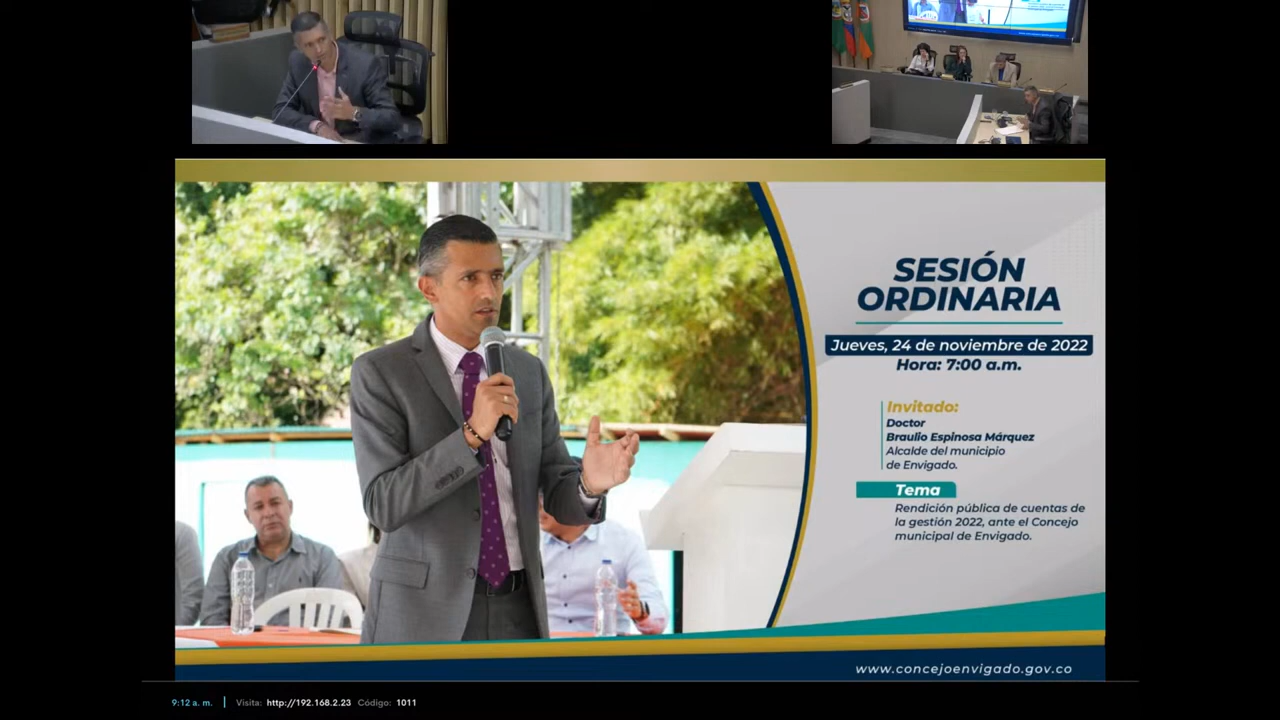 SESIÓN
ORDINARIA
Jueves, 24 de noviembre de 2022
Hora: 7:00 a.m.
Invitado:
Doctor
Braulio Espinosa Márquez
Alcalde del municipio
de Envigado.
Tema
Rendición pública de cuentas de
la gestión 2022, ante el Concejo
municipal de Envigado.
www.concejoenvigado.gov.co
9:12 a. m. | Visita: http://192.168.2.23 Código: 1011